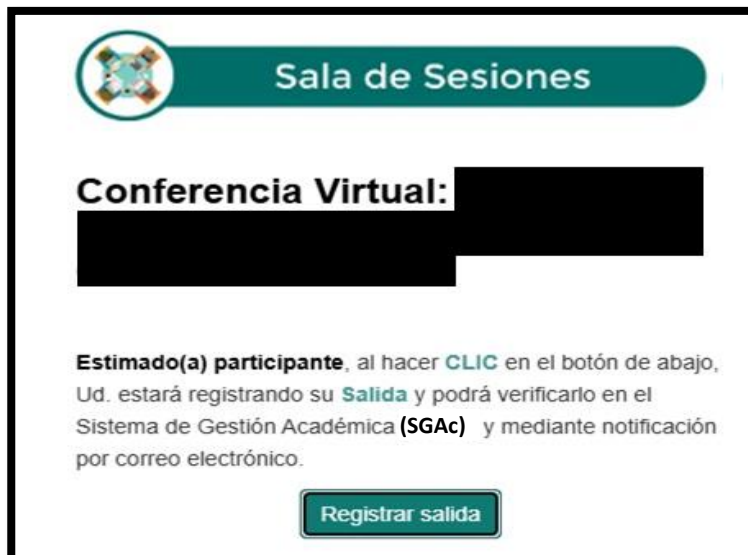 Sala de Sesiones
Conferencia Virtual:
Estimado(a) participante, al hacer CLIC en el botón de abajo,
Ud. estará registrando su Salida y podrá verificarlo en el
Sistema de Gestión Académica (SGAc) y mediante notificación
por correo electrónico.
Registrar salida